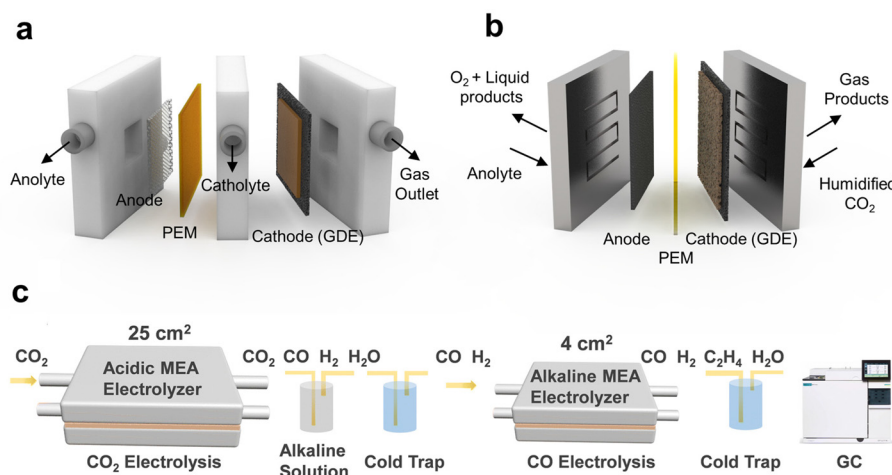 a
O₂ + Liquid
products
Anolyte
Anolyte
Anode
PEM
Catholyte
Cathode (GDE)
Gas
Outlet
b
Gas
Products
Humidified
CO₂
Anode
PEM
Cathode (GDE)
c
25 cm²
CO₂
Acidic MEA
Electrolyzer
CO₂ CO H₂ H₂O
CO H₂
4 cm²
Alkaline MEA
Electrolyzer
CO H₂ C₂H₄ H₂O
CO₂ Electrolysis
Alkaline
Solution
Cold Trap
CO Electrolysis
Cold Trap
GC